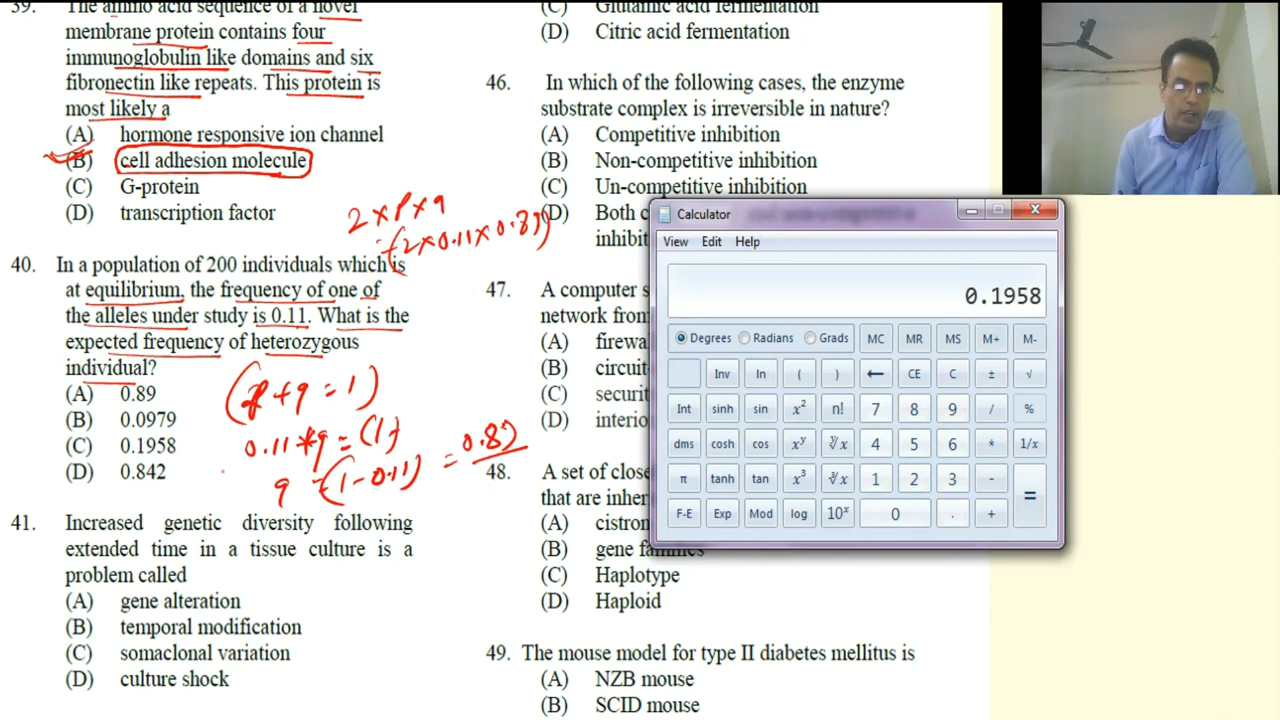 39. The amino acid sequence of a novel
membrane protein contains four
immunoglobulin like domains and six
fibronectin like repeats. This protein is
most likely a
(A) hormone responsive ion channel
(B) cell adhesion molecule
(C) G-protein
(D) transcription factor
2 × P × q
(2×0.11×0.89)
40. In a population of 200 individuals which is
at equilibrium, the frequency of one of
the alleles under study is 0.11. What is the
expected frequency of heterozygous
individual?
(A) 0.89
(B) 0.0979
(C) 0.1958
(D) 0.842
(P+q = 1)
0.11+q = (1)
q = (1-0.11) = 0.89
41. Increased genetic diversity following
extended time in a tissue culture is a
problem called
(A) gene alteration
(B) temporal modification
(C) somaclonal variation
(D) culture shock
(C) Glutamic acid fermentation
(D) Citric acid fermentation
46. In which of the following cases, the enzyme
substrate complex is irreversible in nature?
(A) Competitive inhibition
(B) Non-competitive inhibition
(C) Un-competitive inhibition
(D) Both
inhibit
47. A computer
network from
(A) firewa
(B) circuit
(C) securit
(D) interio
48. A set of close
that are inher
(A) cistron
(B) gene families
(C) Haplotype
(D) Haploid
49. The mouse model for type II diabetes mellitus is
(A) NZB mouse
(B) SCID mouse
Calculator
View Edit Help
0.1958
Degrees Radians Grads MC MR MS M+ M-
Inv ln ( ) ← CE C ± √
Int sinh sin x² n! 7 8 9 / %
dms cosh cos xʸ ʸ√x 4 5 6 * 1/x
π tanh tan x³ ³√x 1 2 3 - =
F-E Exp Mod log 10ˣ 0 . +